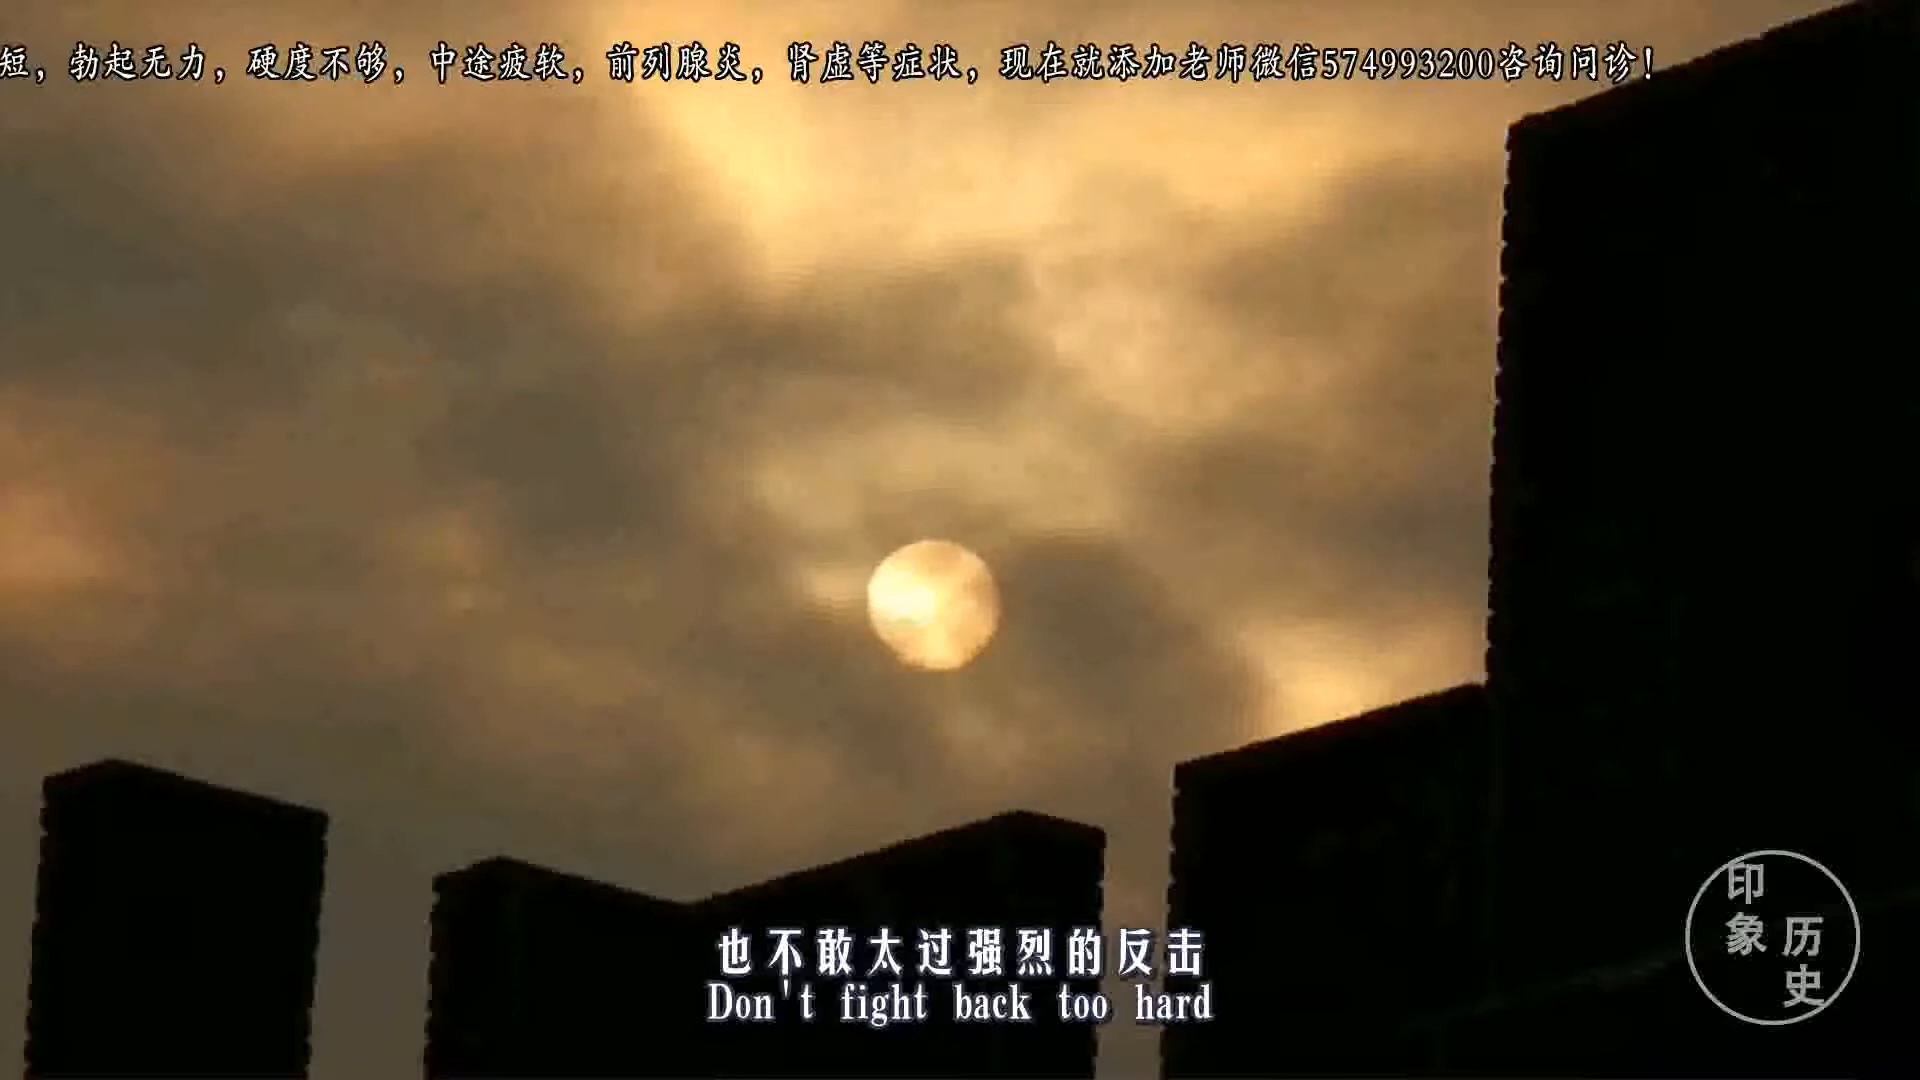 短，勃起无力，硬度不够，中途疲软，前列腺炎，肾虚等症状，现在就添加老师微信574993200咨询问诊！
也不敢太过强烈的反击
Don't fight back too hard
印象
历史